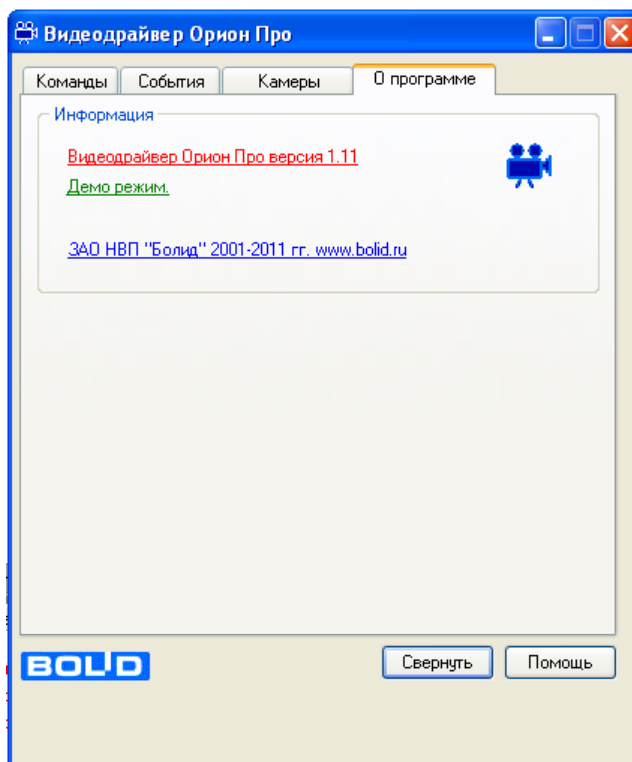 Видеодрайвер Орион Про
Команды События Камеры О программе
Информация
Видеодрайвер Орион Про версия 1.11
Демо режим.
ЗАО НВП "Болид" 2001-2011 гг. www.bolid.ru
BOLID Свернуть Помощь